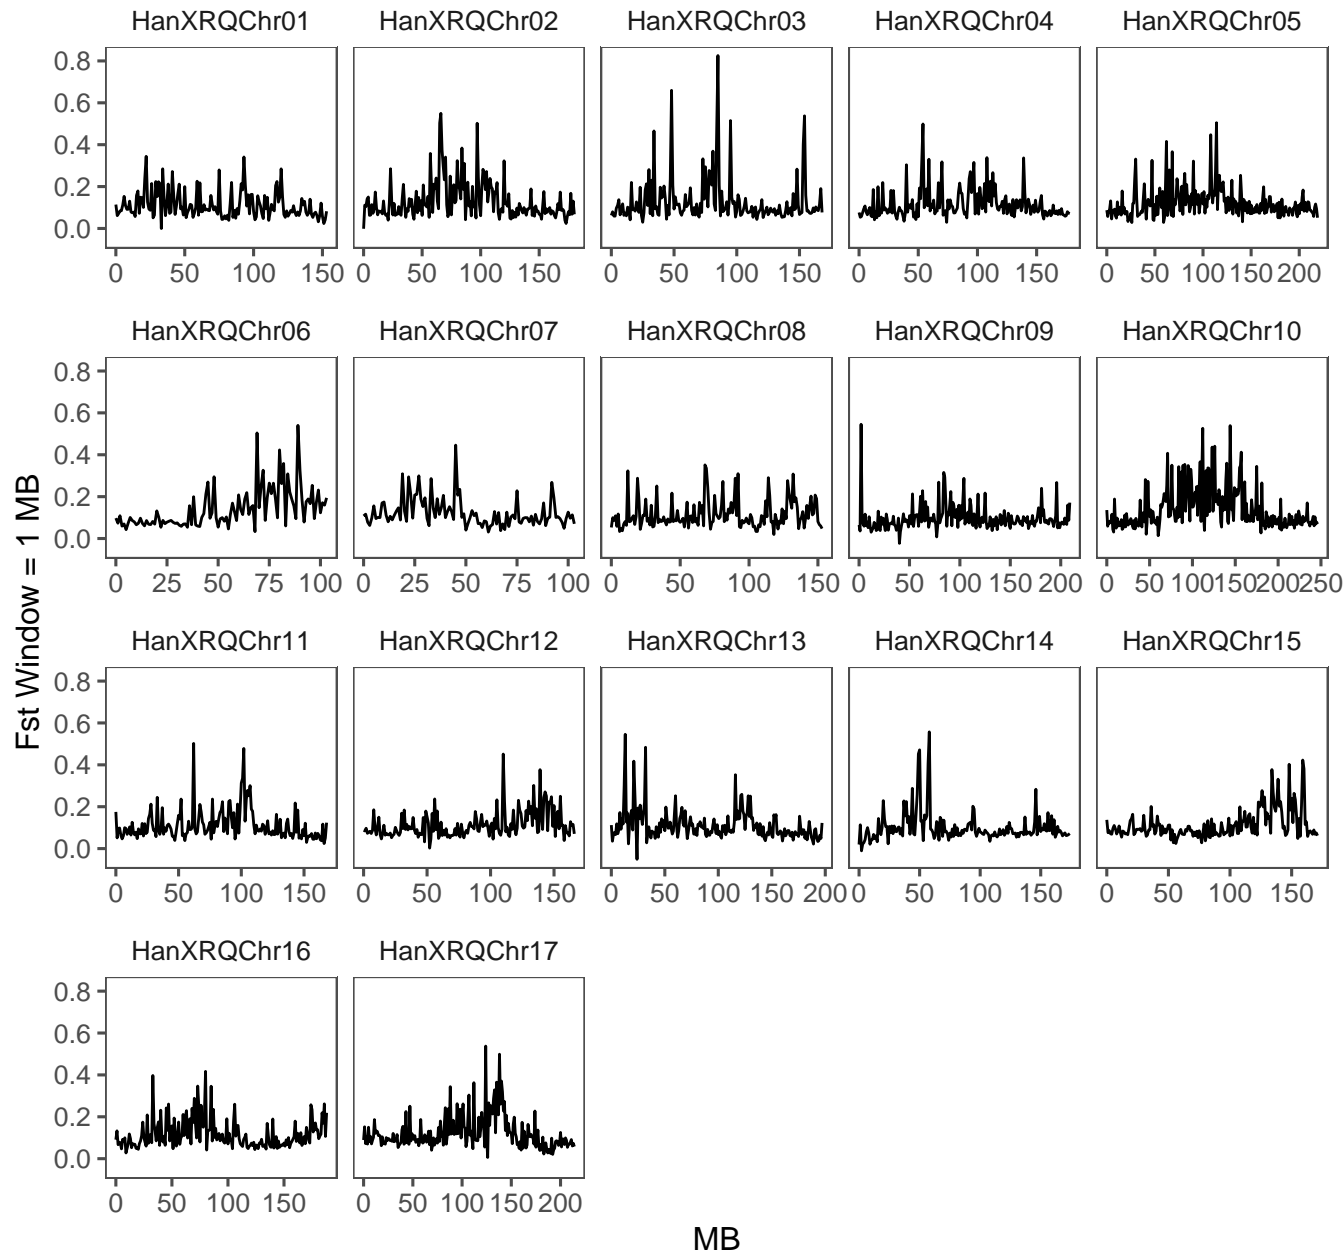 HanXRQChr01 HanXRQChr02 HanXRQChr03 HanXRQChr04 HanXRQChr05
0.8
0.6
0.4
0.2
0.0
0 50 100 150 0 50 100 150 0 50 100 150 0 50 100 150 0 50 100 150 200
HanXRQChr06 HanXRQChr07 HanXRQChr08 HanXRQChr09 HanXRQChr10
0.8
0.6
0.4
0.2
0.0
0 25 50 75 100 0 25 50 75 100 0 50 100 150 0 50 100 150 200 0 50 100 150 200 250
Fst Window = 1 MB
HanXRQChr11 HanXRQChr12 HanXRQChr13 HanXRQChr14 HanXRQChr15
0.8
0.6
0.4
0.2
0.0
0 50 100 150 0 50 100 150 0 50 100 150 200 0 50 100 150 0 50 100 150
HanXRQChr16 HanXRQChr17
0.8
0.6
0.4
0.2
0.0
0 50 100 150 0 50 100 150 200
MB